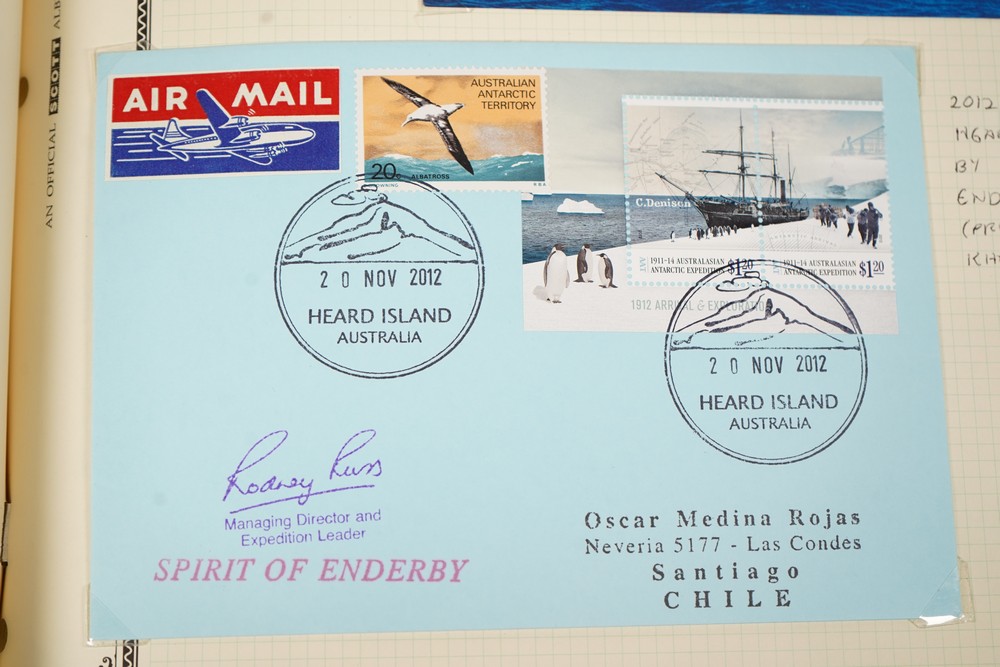 AN OFFICIAL SCOTT
AIR MAIL
AUSTRALIAN
ANTARCTIC
TERRITORY
20c ALBATROSS
C.Denison
AAT
1911-14 AUSTRALASIAN
ANTARCTIC EXPEDITION $1.20
1911-14 AUSTRALASIAN
ANTARCTIC EXPEDITION $1.20
1912 ARRIVAL & EXPLORATION
20 NOV 2012
HEARD ISLAND
AUSTRALIA
20 NOV 2012
HEARD ISLAND
AUSTRALIA
Rodney Russ
Managing Director and
Expedition Leader
SPIRIT OF ENDERBY
Oscar Medina Rojas
Neveria 5177 - Las Condes
Santiago
CHILE
2012
BY